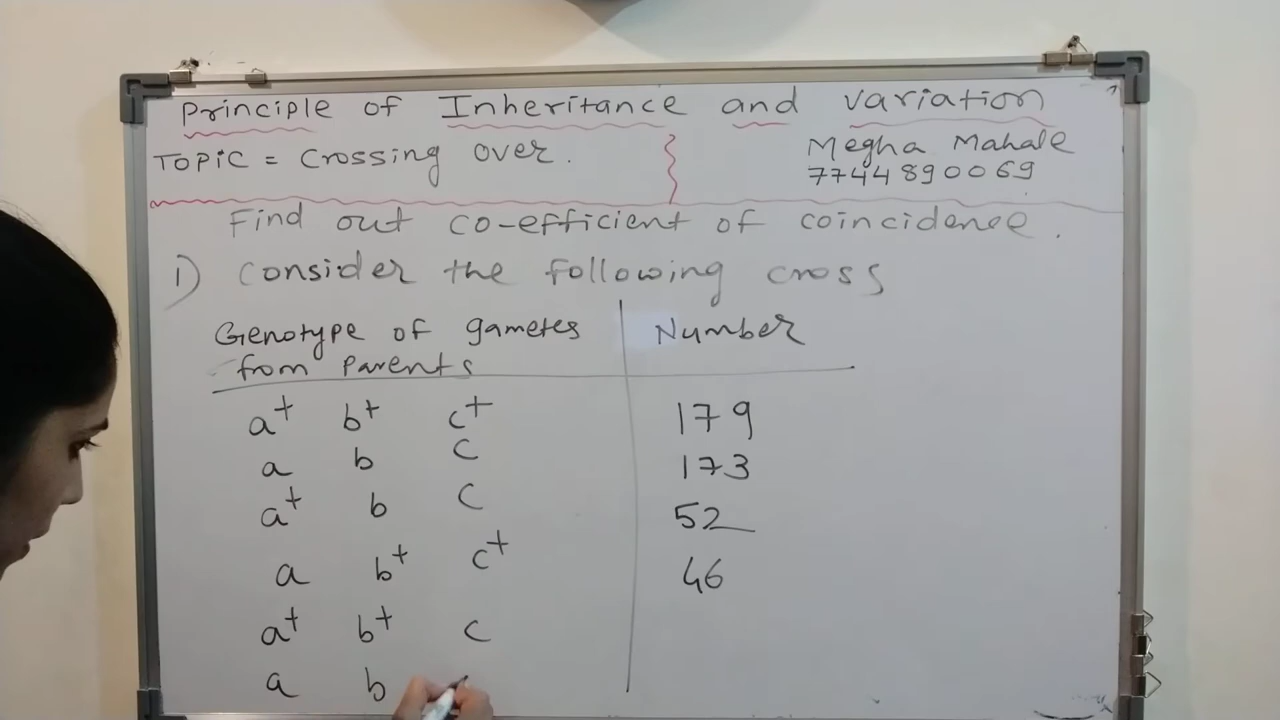 Principle of Inheritance and variation
TOPIC = Crossing over.
Megha Mahale
7744890069
Find out co-efficient of coincidence.
1) Consider the following cross
Genotype of gametes from Parents
Number
a+ b+ c+ 179
a b c 173
a+ b c 52
a b+ c+ 46
a+ b+ c
a b